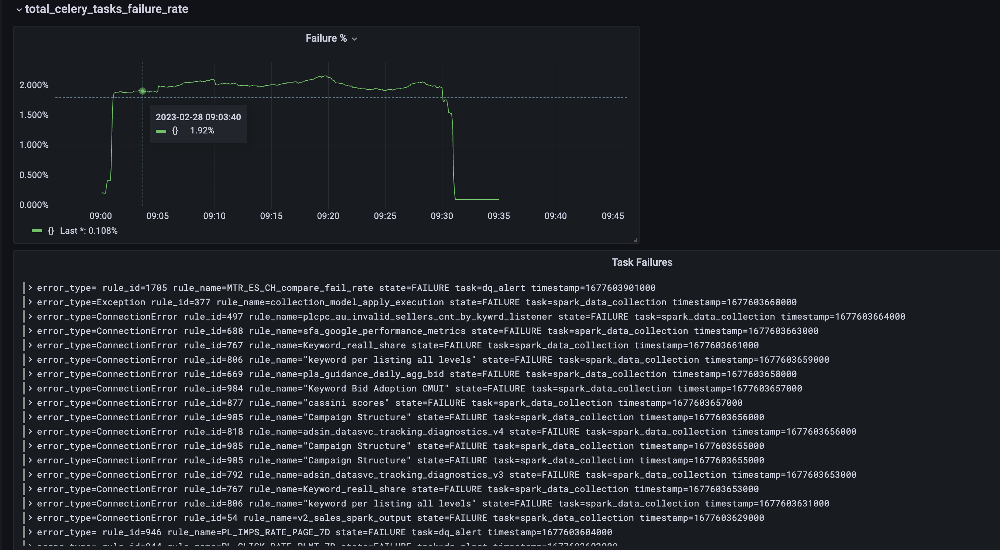 total_celery_tasks_failure_rate
Failure %
2.000%
1.500%
1.000%
0.500%
0.000%
2023-02-28 09:03:40
{} 1.92%
09:00 09:05 09:10 09:15 09:20 09:25 09:30 09:35 09:40 09:45
{} Last *: 0.108%
Task Failures
error_type= rule_id=1705 rule_name=MTR_ES_CH_compare_fail_rate state=FAILURE task=dq_alert timestamp=1677603901000
error_type=Exception rule_id=377 rule_name=collection_model_apply_execution state=FAILURE task=spark_data_collection timestamp=1677603668000
error_type=ConnectionError rule_id=497 rule_name=plcpc_au_invalid_sellers_cnt_by_kywrd_listener state=FAILURE task=spark_data_collection timestamp=1677603664000
error_type=ConnectionError rule_id=688 rule_name=sfa_google_performance_metrics state=FAILURE task=spark_data_collection timestamp=1677603663000
error_type=ConnectionError rule_id=767 rule_name=Keyword_reall_share state=FAILURE task=spark_data_collection timestamp=1677603661000
error_type=ConnectionError rule_id=806 rule_name="keyword per listing all levels" state=FAILURE task=spark_data_collection timestamp=1677603659000
error_type=ConnectionError rule_id=669 rule_name=pla_guidance_daily_agg_bid state=FAILURE task=spark_data_collection timestamp=1677603658000
error_type=ConnectionError rule_id=984 rule_name="Keyword Bid Adoption CMUI" state=FAILURE task=spark_data_collection timestamp=1677603657000
error_type=ConnectionError rule_id=877 rule_name="cassini scores" state=FAILURE task=spark_data_collection timestamp=1677603657000
error_type=ConnectionError rule_id=985 rule_name="Campaign Structure" state=FAILURE task=spark_data_collection timestamp=1677603656000
error_type=ConnectionError rule_id=818 rule_name=adsin_datasvc_tracking_diagnostics_v4 state=FAILURE task=spark_data_collection timestamp=1677603656000
error_type=ConnectionError rule_id=985 rule_name="Campaign Structure" state=FAILURE task=spark_data_collection timestamp=1677603655000
error_type=ConnectionError rule_id=985 rule_name="Campaign Structure" state=FAILURE task=spark_data_collection timestamp=1677603655000
error_type=ConnectionError rule_id=792 rule_name=adsin_datasvc_tracking_diagnostics_v3 state=FAILURE task=spark_data_collection timestamp=1677603653000
error_type=ConnectionError rule_id=767 rule_name=Keyword_reall_share state=FAILURE task=spark_data_collection timestamp=1677603653000
error_type=ConnectionError rule_id=806 rule_name="keyword per listing all levels" state=FAILURE task=spark_data_collection timestamp=1677603631000
error_type=ConnectionError rule_id=54 rule_name=v2_sales_spark_output state=FAILURE task=spark_data_collection timestamp=1677603629000
error_type= rule_id=946 rule_name=PL_IMPS_RATE_PAGE_7D state=FAILURE task=dq_alert timestamp=1677603604000